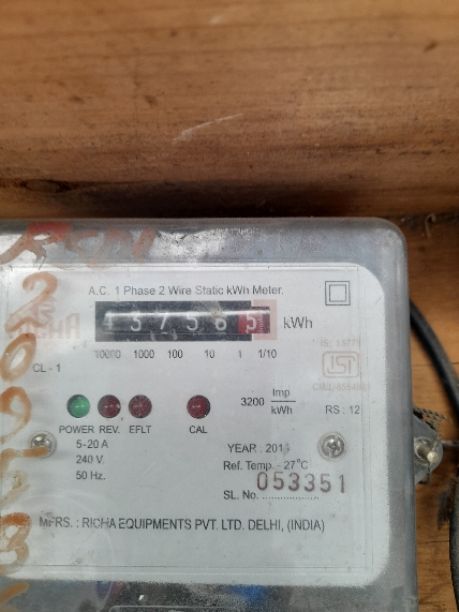 A.C. 1 Phase 2 Wire Static kWh Meter.
437565 kWh
10000 1000 100 10 1 1/10
CL - 1
3200 Imp/kWh
RS : 12
POWER REV. EFLT CAL
5-20 A
240 V.
50 Hz.
Ref. Temp. - 27°C
SL. No. 053351
MFRS. : RICHA EQUIPMENTS PVT. LTD. DELHI, (INDIA)